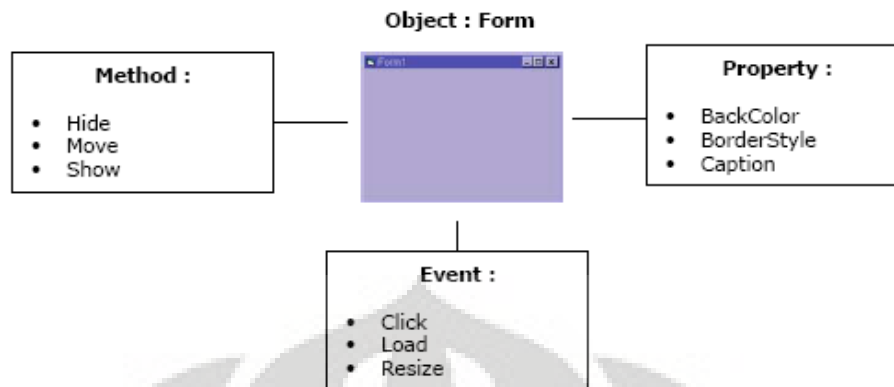 Object : Form
Form1
Method :
• Hide
• Move
• Show
Property :
• BackColor
• BorderStyle
• Caption
Event :
• Click
• Load
• Resize